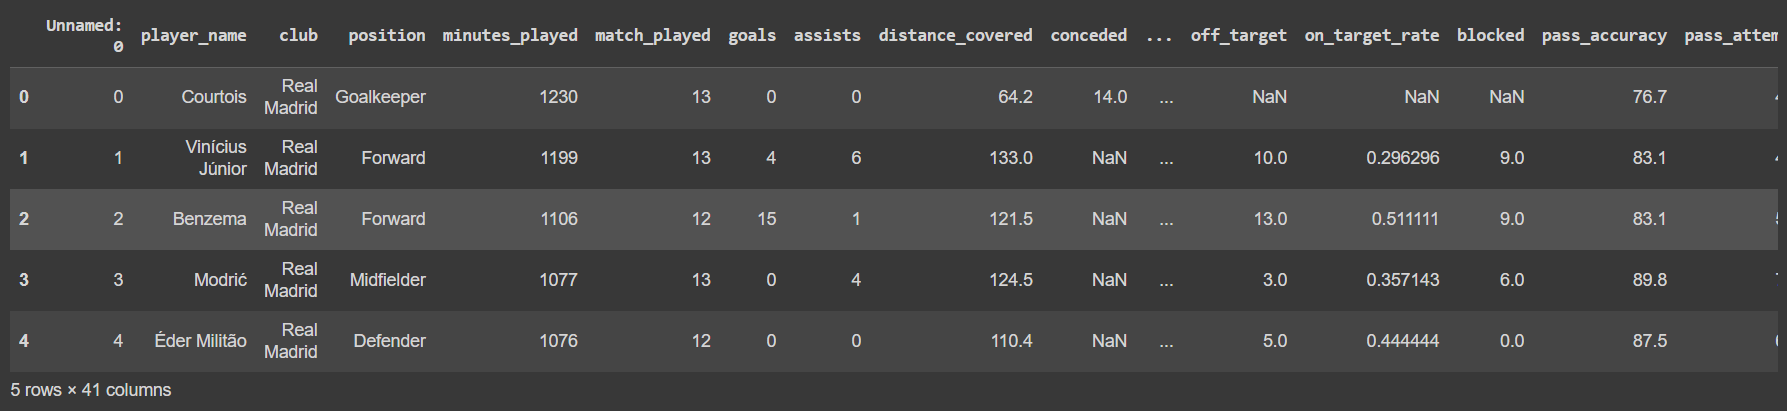 Unnamed: 0 player_name club position minutes_played match_played goals assists distance_covered conceded ... off_target on_target_rate blocked pass_accuracy pass_attem
0 0 Courtois Real Madrid Goalkeeper 1230 13 0 0 64.2 14.0 ... NaN NaN NaN 76.7
1 1 Vinícius Júnior Real Madrid Forward 1199 13 4 6 133.0 NaN ... 10.0 0.296296 9.0 83.1
2 2 Benzema Real Madrid Forward 1106 12 15 1 121.5 NaN ... 13.0 0.511111 9.0 83.1
3 3 Modrić Real Madrid Midfielder 1077 13 0 4 124.5 NaN ... 3.0 0.357143 6.0 89.8
4 4 Éder Militão Real Madrid Defender 1076 12 0 0 110.4 NaN ... 5.0 0.444444 0.0 87.5
5 rows × 41 columns